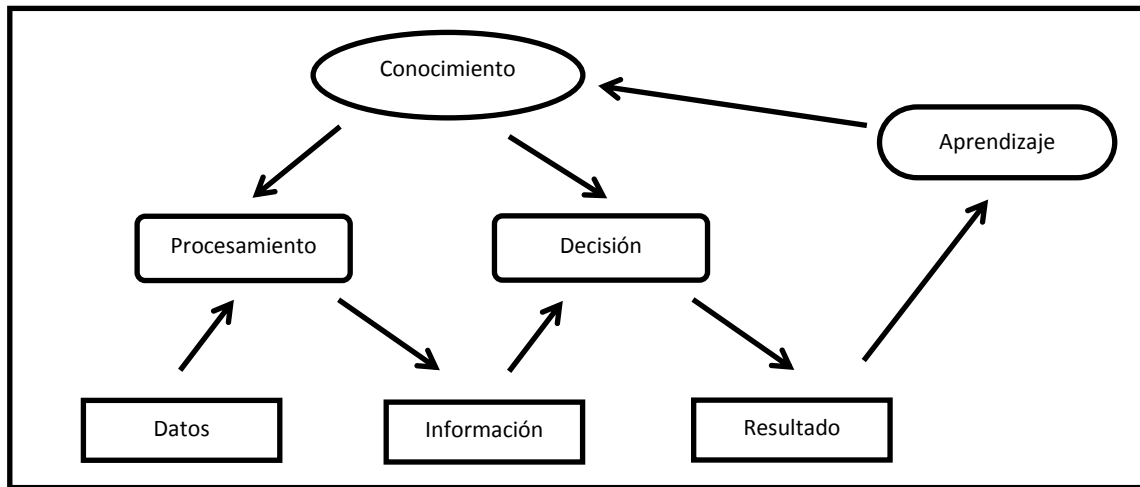 Conocimiento
Aprendizaje
Procesamiento
Decisión
Datos
Información
Resultado